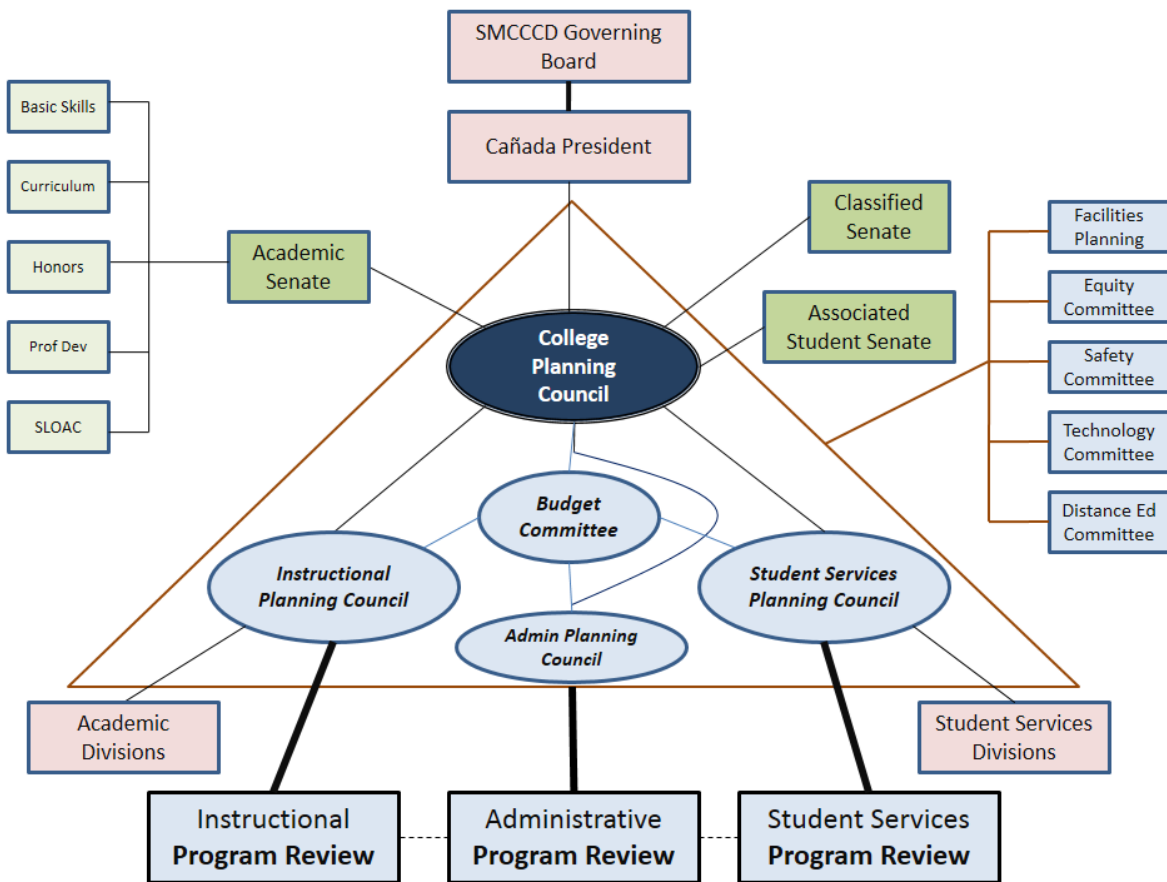 SMCCCD Governing
Board
Cañada President
Basic Skills
Curriculum
Honors
Prof Dev
SLOAC
Academic
Senate
Classified
Senate
Associated
Student Senate
Facilities
Planning
Equity
Committee
Safety
Committee
Technology
Committee
Distance Ed
Committee
College
Planning
Council
Budget
Committee
Instructional
Planning Council
Student Services
Planning Council
Admin Planning
Council
Academic
Divisions
Student Services
Divisions
Instructional
Program Review
Administrative
Program Review
Student Services
Program Review